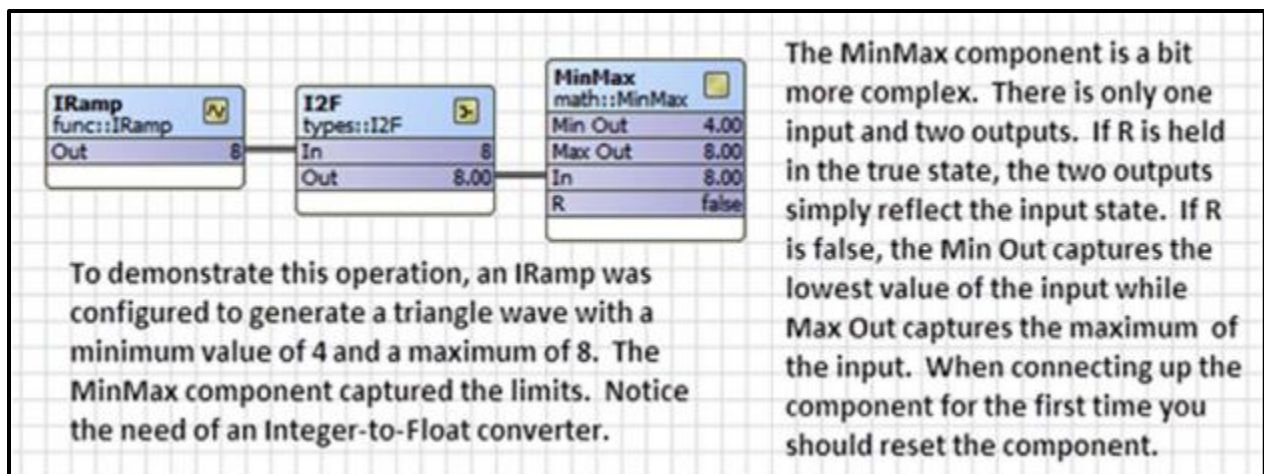 IRamp
func::IRamp
Out 8
I2F
types::I2F
In 8
Out 8.00
MinMax
math::MinMax
Min Out 4.00
Max Out 8.00
In 8.00
R false
To demonstrate this operation, an IRamp was
configured to generate a triangle wave with a
minimum value of 4 and a maximum of 8. The
MinMax component captured the limits. Notice
the need of an Integer-to-Float converter.
The MinMax component is a bit
more complex. There is only one
input and two outputs. If R is held
in the true state, the two outputs
simply reflect the input state. If R
is false, the Min Out captures the
lowest value of the input while
Max Out captures the maximum of
the input. When connecting up the
component for the first time you
should reset the component.